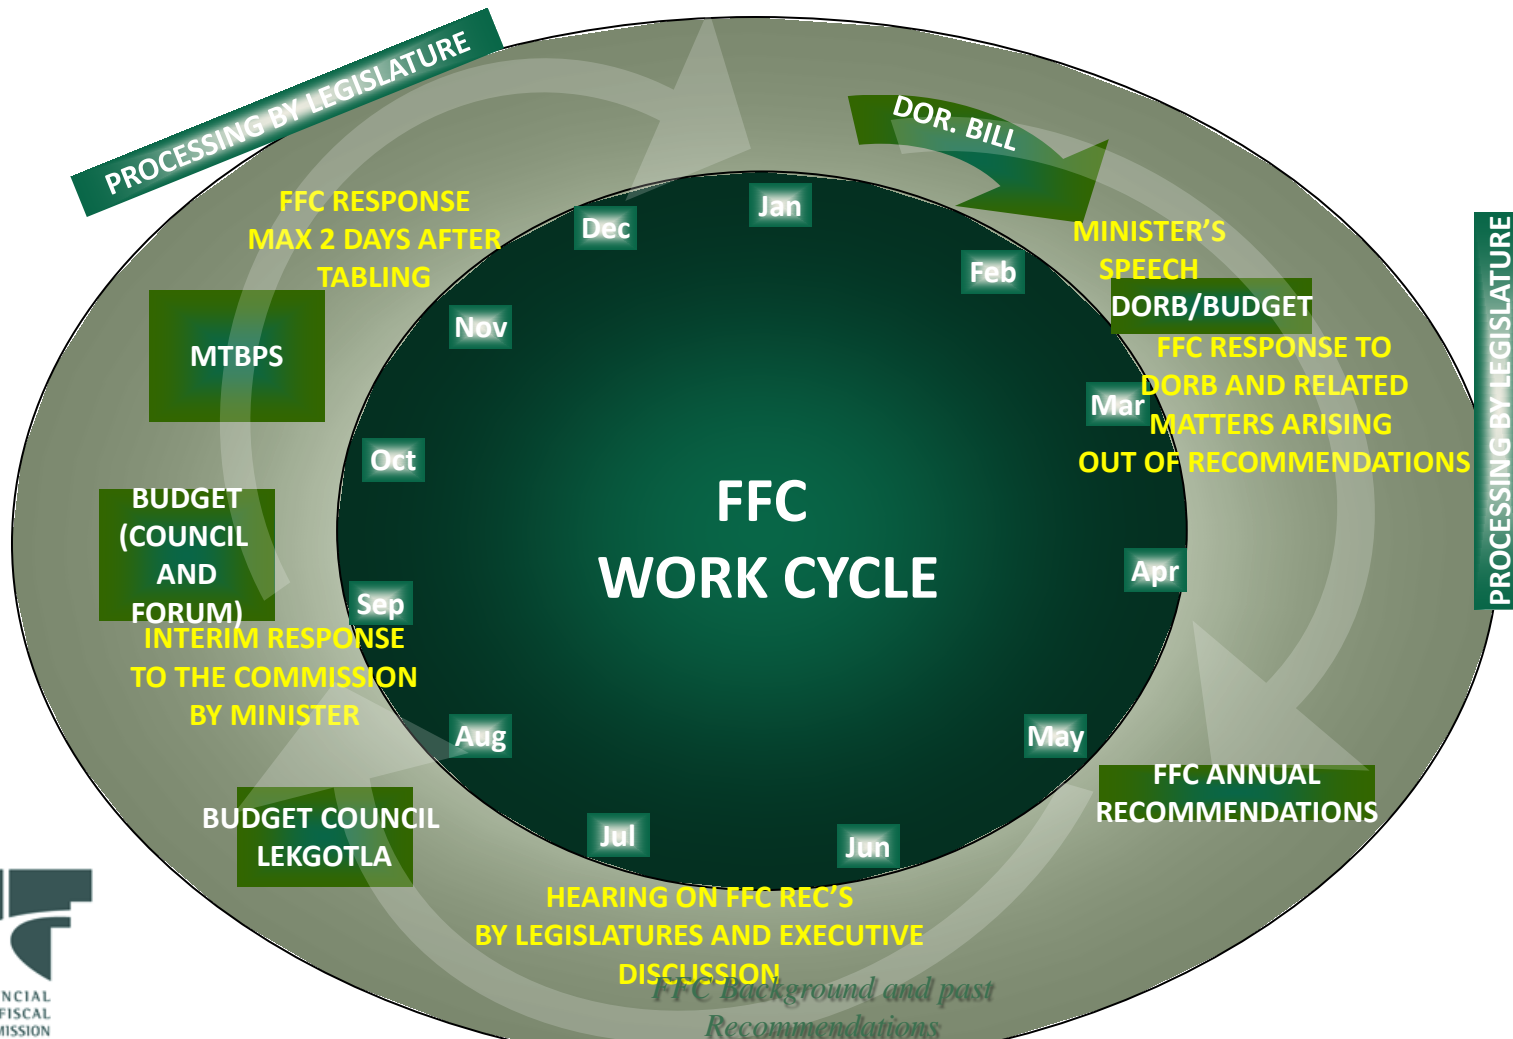 PROCESSING BY LEGISLATURE
DOR. BILL
MINISTER'S
SPEECH
DORB/BUDGET
FFC RESPONSE TO
DORB AND RELATED
MATTERS ARISING
OUT OF RECOMMENDATIONS
PROCESSING BY LEGISLATURE
FFC RESPONSE
MAX 2 DAYS AFTER
TABLING
MTBPS
BUDGET
(COUNCIL
AND
FORUM)
INTERIM RESPONSE
TO THE COMMISSION
BY MINISTER
BUDGET COUNCIL
LEKGOTLA
Jan
Feb
Mar
Apr
May
Jun
Jul
Aug
Sep
Oct
Nov
Dec
FFC
WORK CYCLE
FFC ANNUAL
RECOMMENDATIONS
HEARING ON FFC REC'S
BY LEGISLATURES AND EXECUTIVE
DISCUSSION
FFC Background and past
Recommendations
NCIAL
FISCAL
MISSION